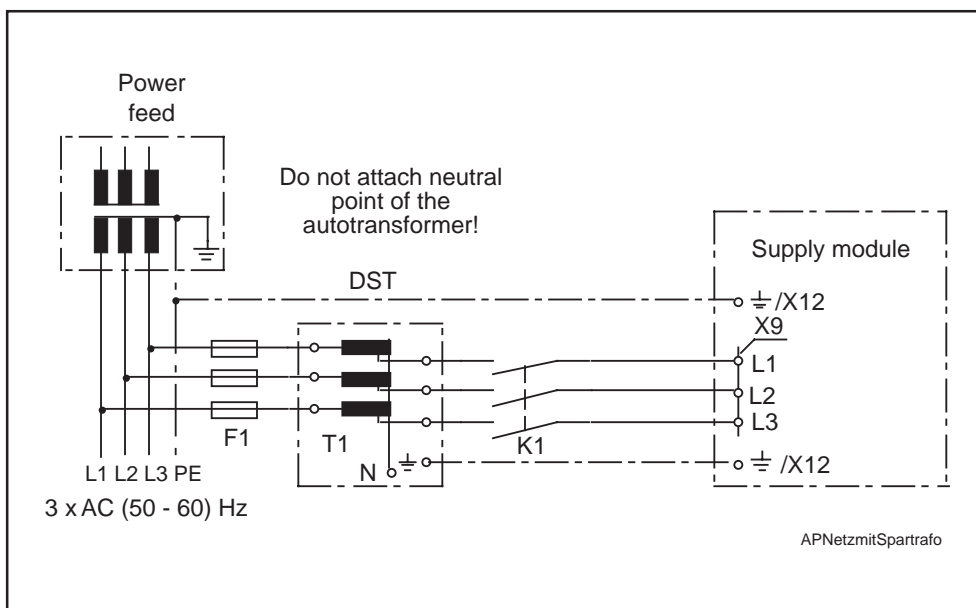 Power
feed
Do not attach neutral
point of the
autotransformer!
Supply module
DST
/X12
X9
L1
L2
L3
F1
T1
K1
N
/X12
L1 L2 L3 PE
3 x AC (50 - 60) Hz
APNetzmitSpartrafo